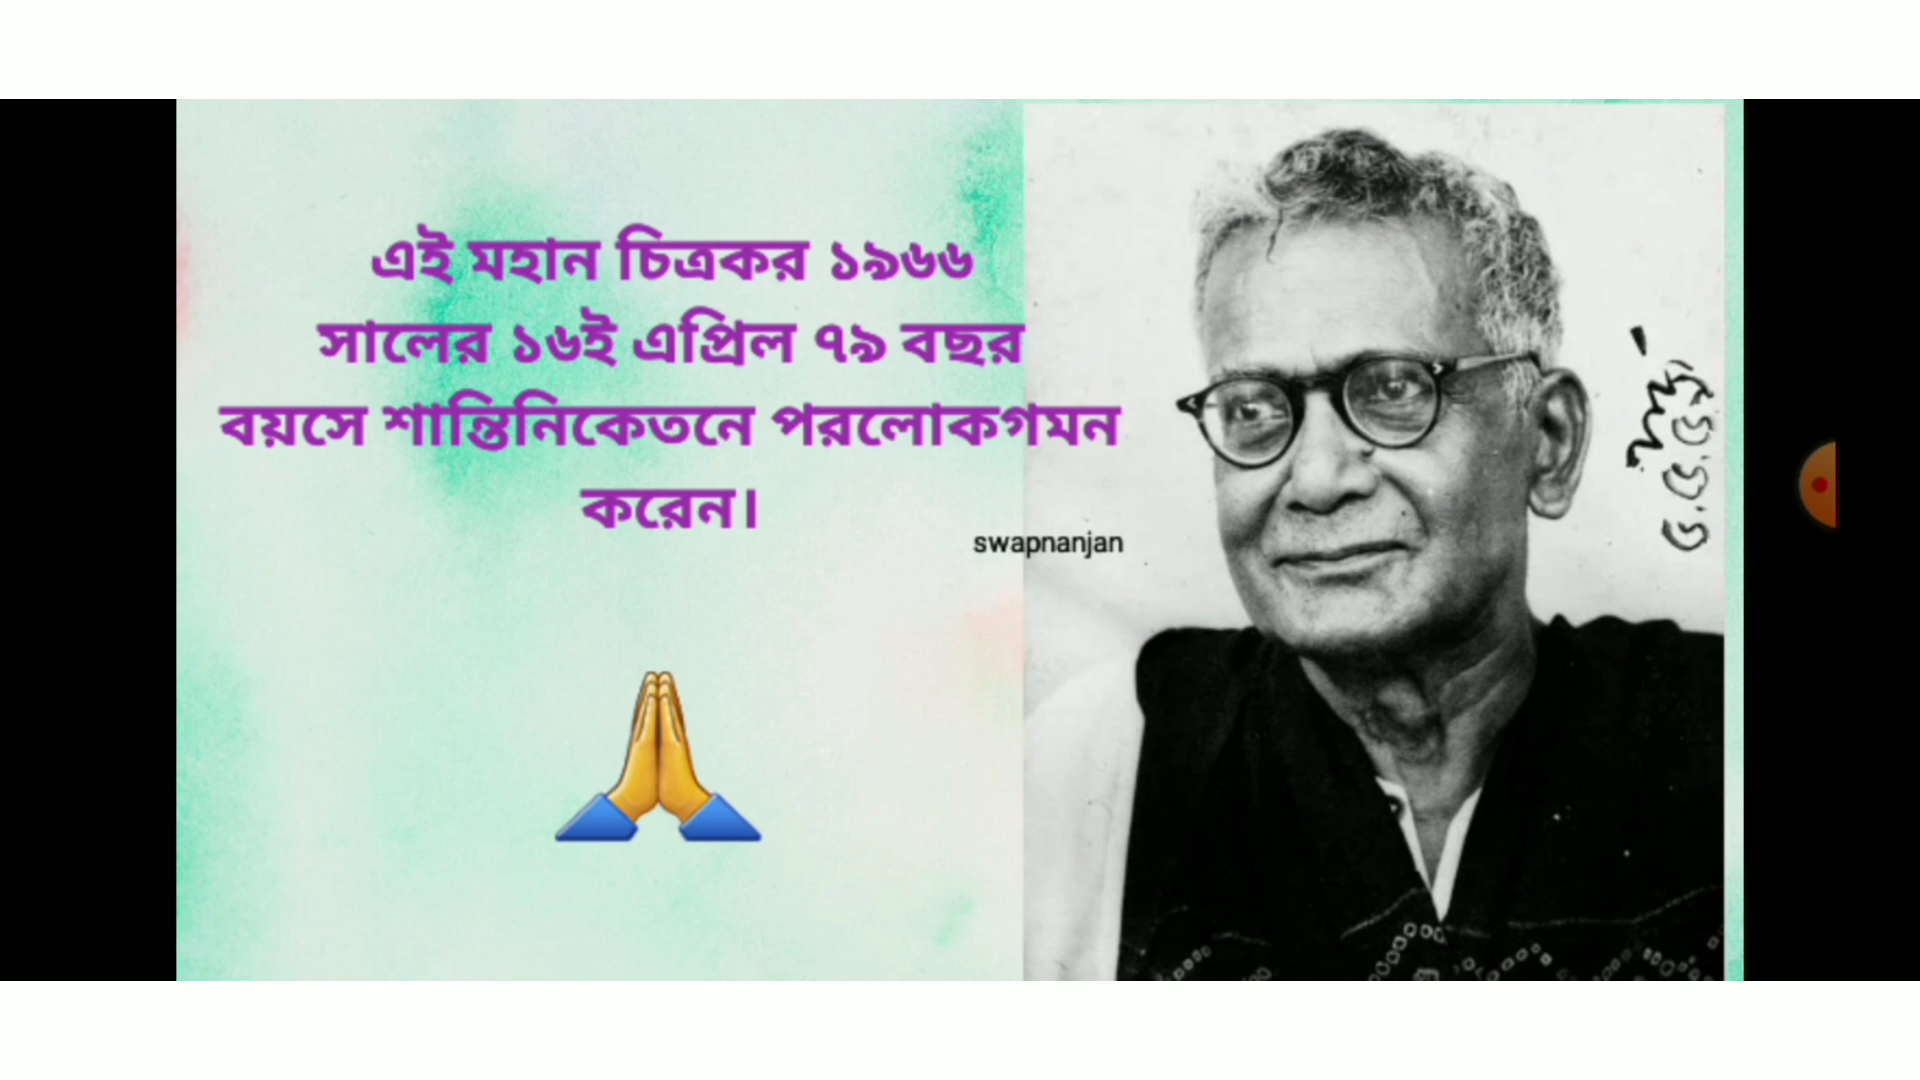 এই মহান চিত্রকর ১৯৬৬
সালের ১৬ই এপ্রিল ৭৯ বছর
বয়সে শান্তিনিকেতনে পরলোকগমন
করেন।
swapnanjan